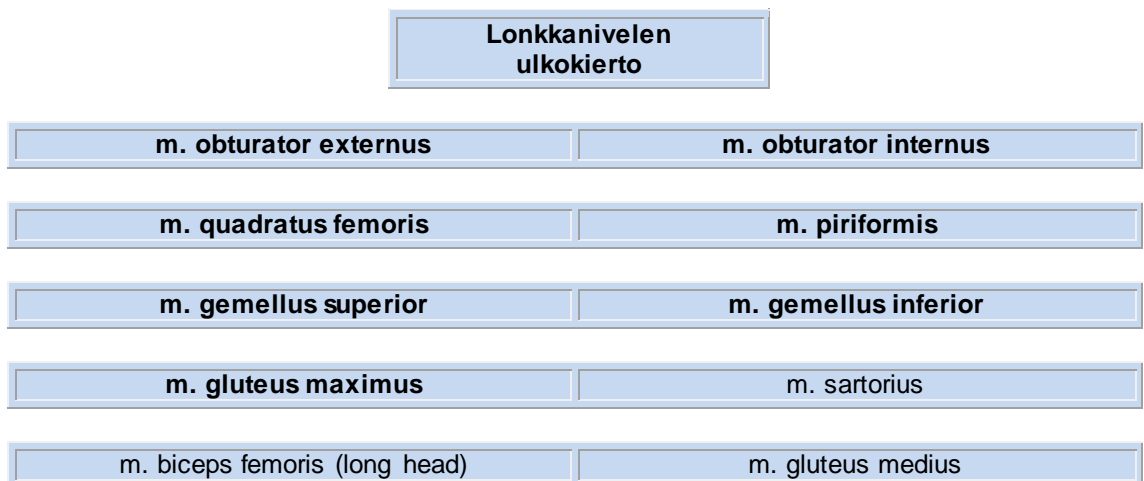 Lonkkanivelen
ulkokierto
m. obturator externus
m. obturator internus
m. quadratus femoris
m. piriformis
m. gemellus superior
m. gemellus inferior
m. gluteus maximus
m. sartorius
m. biceps femoris (long head)
m. gluteus medius